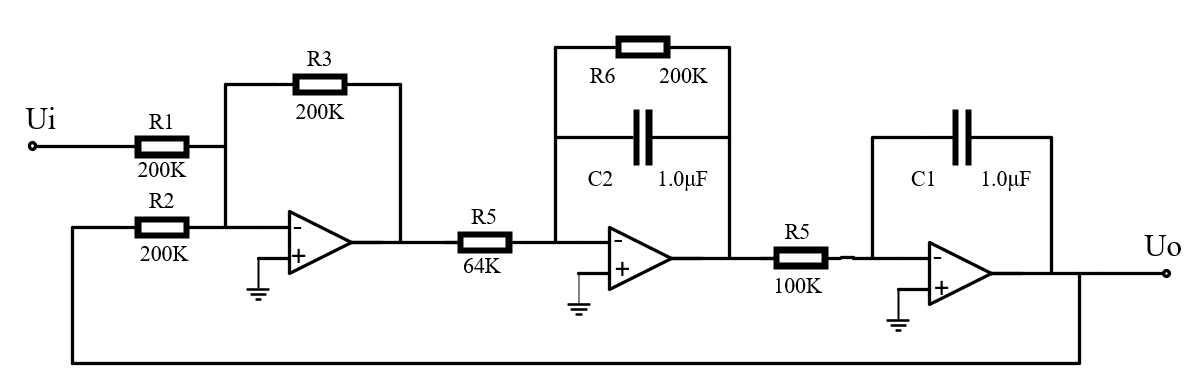 R3
200K
R6 200K
Ui
R1
200K
C2 1.0μF
C1 1.0μF
R2
200K
-
+
R5
64K
-
+
R5
100K
-
+
Uo